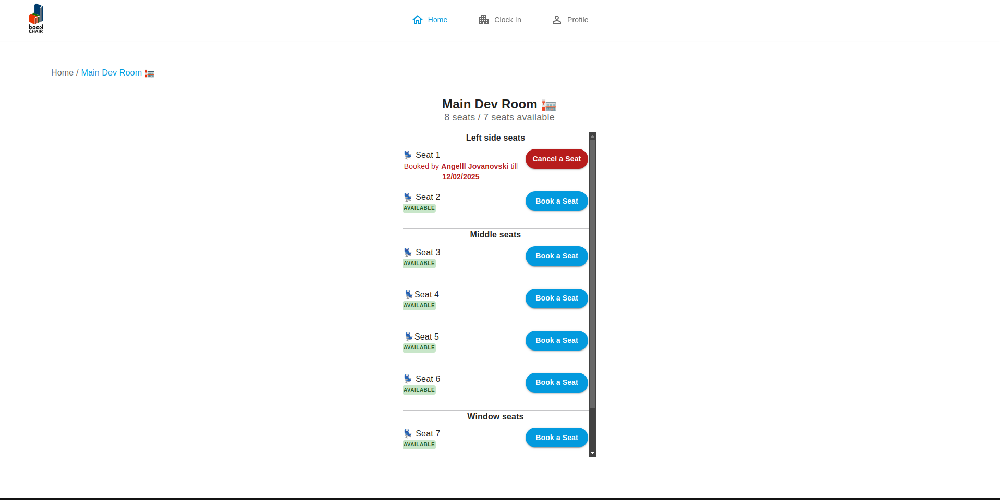 book
CHAIR
Home
Clock In
Profile
Home / Main Dev Room
Main Dev Room
8 seats / 7 seats available
Left side seats
Seat 1
Cancel a Seat
Booked by Angelll Jovanovski till
12/02/2025
Seat 2
Book a Seat
AVAILABLE
Middle seats
Seat 3
Book a Seat
AVAILABLE
Seat 4
Book a Seat
AVAILABLE
Seat 5
Book a Seat
AVAILABLE
Seat 6
Book a Seat
AVAILABLE
Window seats
Seat 7
Book a Seat
AVAILABLE